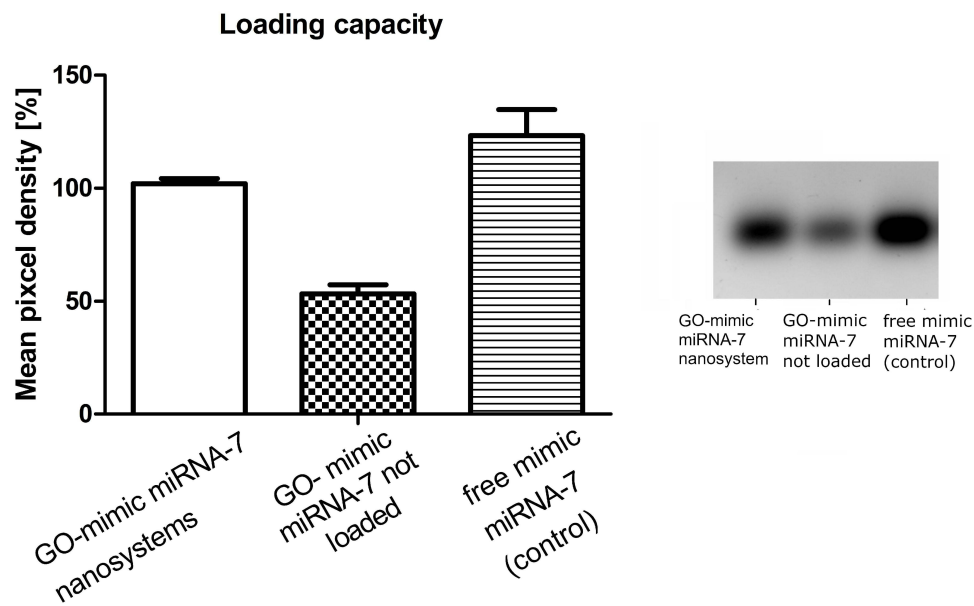 Loading capacity
Mean pixcel density [%]
150
100
50
0
GO-mimic miRNA-7
nanosystems
GO- mimic
miRNA-7 not
loaded
free mimic
miRNA-7
(control)
GO-mimic
miRNA-7
nanosystem
GO-mimic
miRNA-7
not loaded
free mimic
miRNA-7
(control)